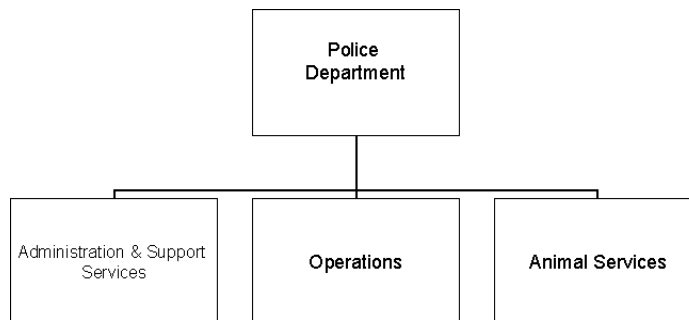 Police
Department
Administration & Support
Services
Operations
Animal Services